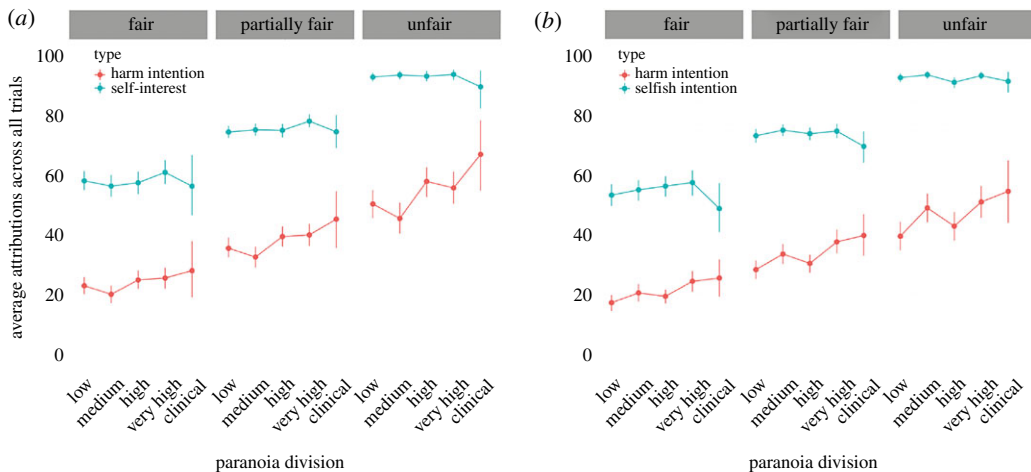 (a)
fair
partially fair
unfair
type
harm intention
self-interest
average attributions across all trials
100
80
60
40
20
0
low
medium
high
very high
clinical
low
medium
high
very high
clinical
low
medium
high
very high
clinical
paranoia division
(b)
fair
partially fair
unfair
type
harm intention
selfish intention
100
80
60
40
20
0
low
medium
high
very high
clinical
low
medium
high
very high
clinical
low
medium
high
very high
clinical
paranoia division